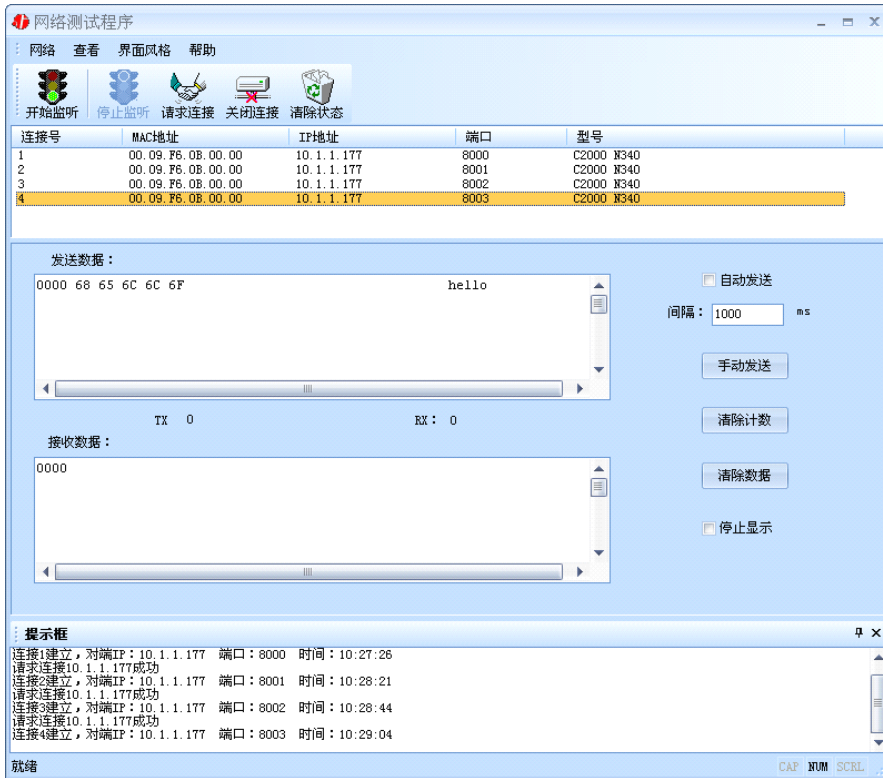 网络测试程序
网络 查看 界面风格 帮助
开始监听 停止监听 请求连接 关闭连接 清除状态
连接号 MAC地址 IP地址 端口 型号
1 00.09.F6.0B.00.00 10.1.1.177 8000 C2000 N340
2 00.09.F6.0B.00.00 10.1.1.177 8001 C2000 N340
3 00.09.F6.0B.00.00 10.1.1.177 8002 C2000 N340
4 00.09.F6.0B.00.00 10.1.1.177 8003 C2000 N340
发送数据：
0000 68 65 6C 6C 6F hello
自动发送
间隔： 1000 ms
手动发送
TX 0 RX： 0
清除计数
接收数据：
0000
清除数据
停止显示
提示框
连接1建立，对端IP：10.1.1.177 端口：8000 时间：10:27:26
请求连接10.1.1.177成功
连接2建立，对端IP：10.1.1.177 端口：8001 时间：10:28:21
请求连接10.1.1.177成功
连接3建立，对端IP：10.1.1.177 端口：8002 时间：10:28:44
请求连接10.1.1.177成功
连接4建立，对端IP：10.1.1.177 端口：8003 时间：10:29:04
就绪 CAP NUM SCRL